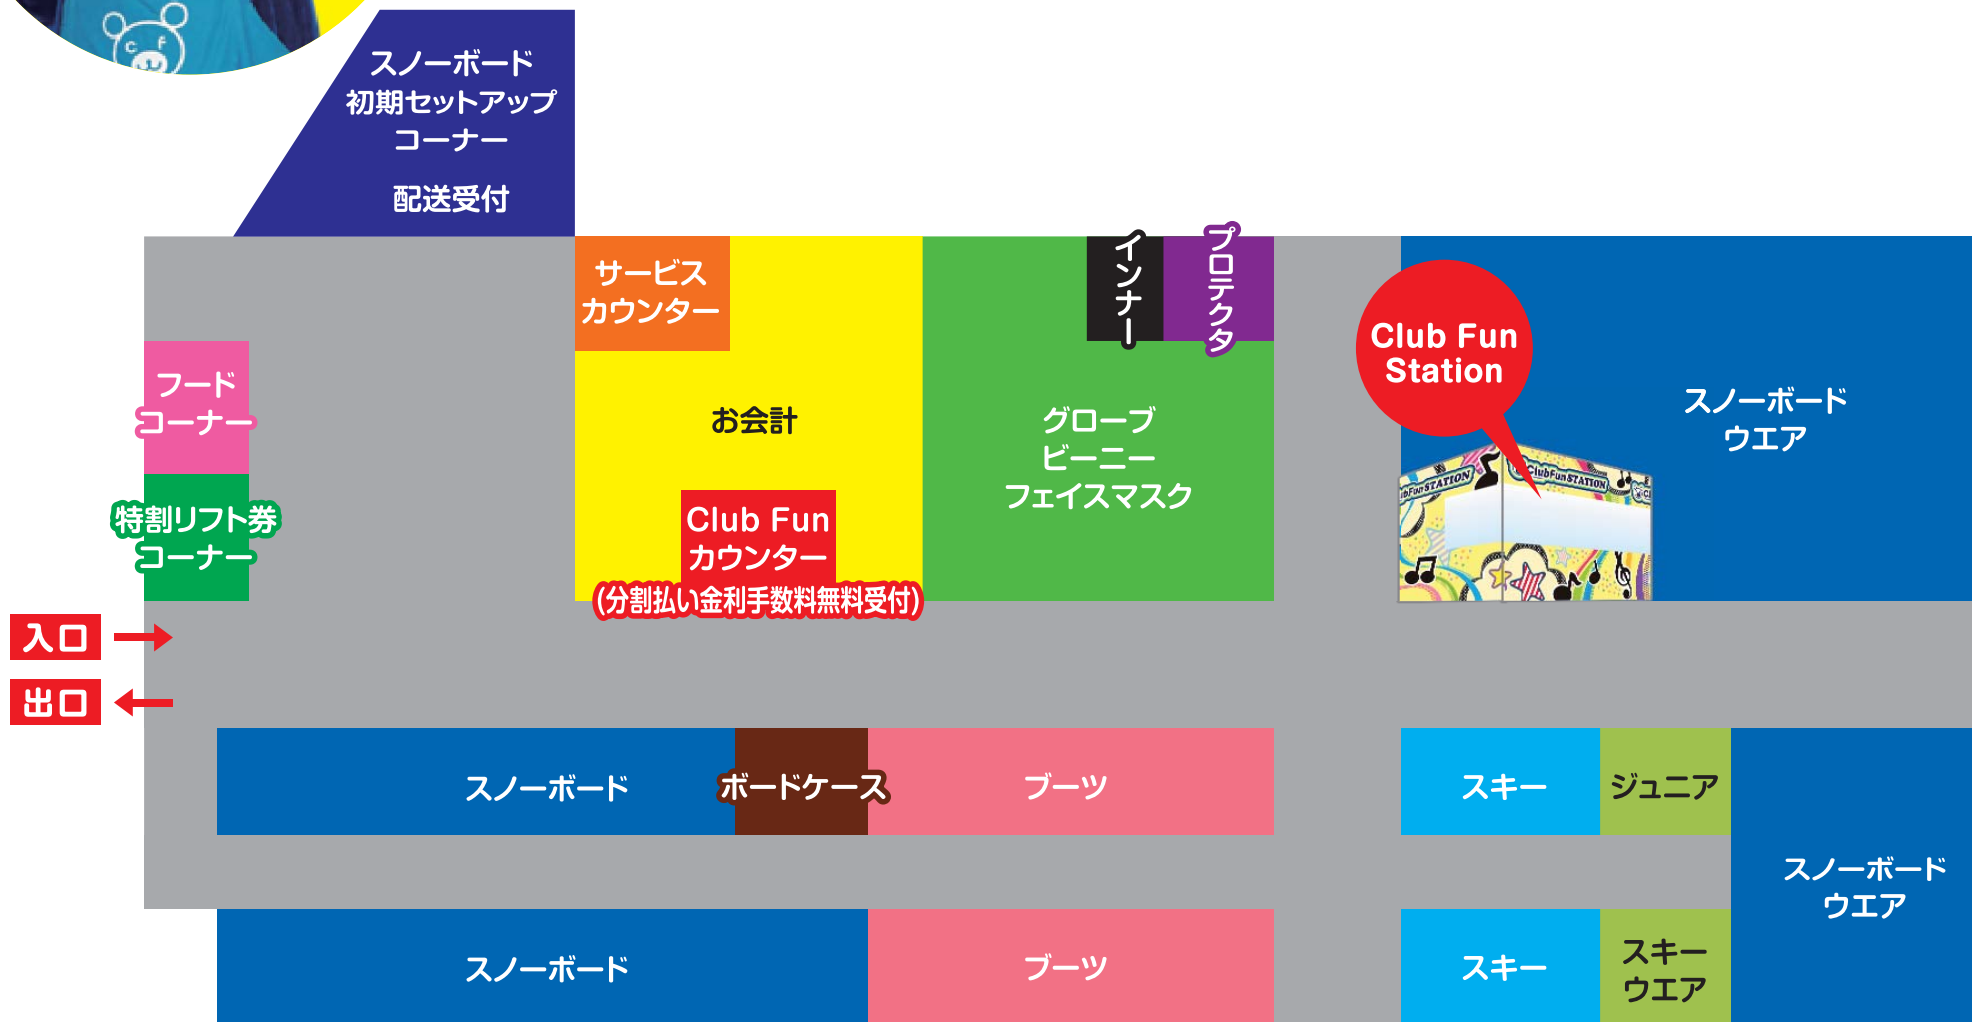 C F
スノーボード
初期セットアップ
コーナー
配送受付
サービス
カウンター
お会計
Club Fun
カウンター
(分割払い金利手数料無料受付)
グローブ
ビーニー
フェイスマスク
インナー
プロテクタ
Club Fun
Station
ClubFunSTATION
スノーボード
ウエア
フード
コーナー
特割リフト券
コーナー
入口
出口
スノーボード
ボードケース
ブーツ
スキー
ジュニア
スノーボード
ウエア
スノーボード
ブーツ
スキー
スキー
ウエア